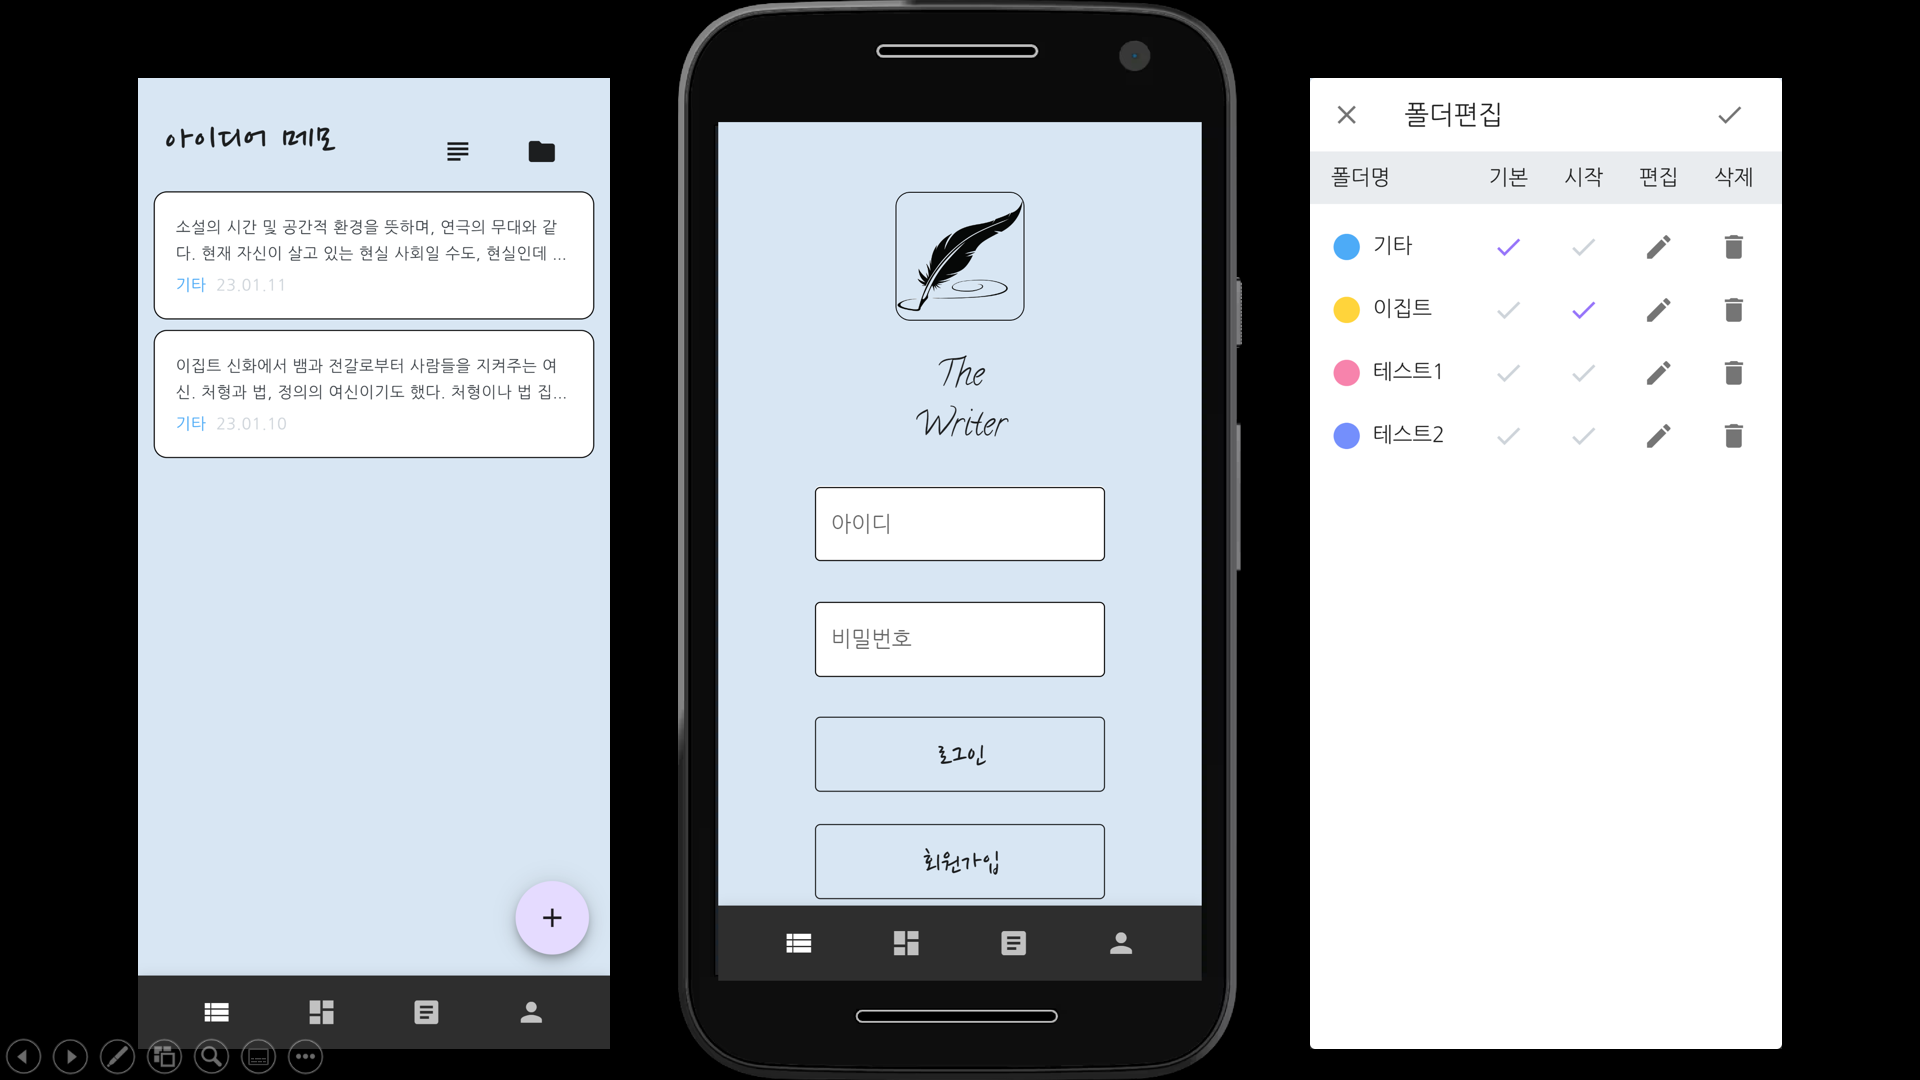 아이디어 메모
소설의 시간 및 공간적 환경을 뜻하며, 연극의 무대와 같
다. 현재 자신이 살고 있는 현실 사회일 수도, 현실인데 ...
기타 23.01.11
이집트 신화에서 뱀과 전갈로부터 사람들을 지켜주는 여
신. 처형과 법, 정의의 여신이기도 했다. 처형이나 법 집...
기타 23.01.10
The
Writer
아이디
비밀번호
로그인
회원가입
폴더편집
폴더명 기본 시작 편집 삭제
기타
이집트
테스트1
테스트2